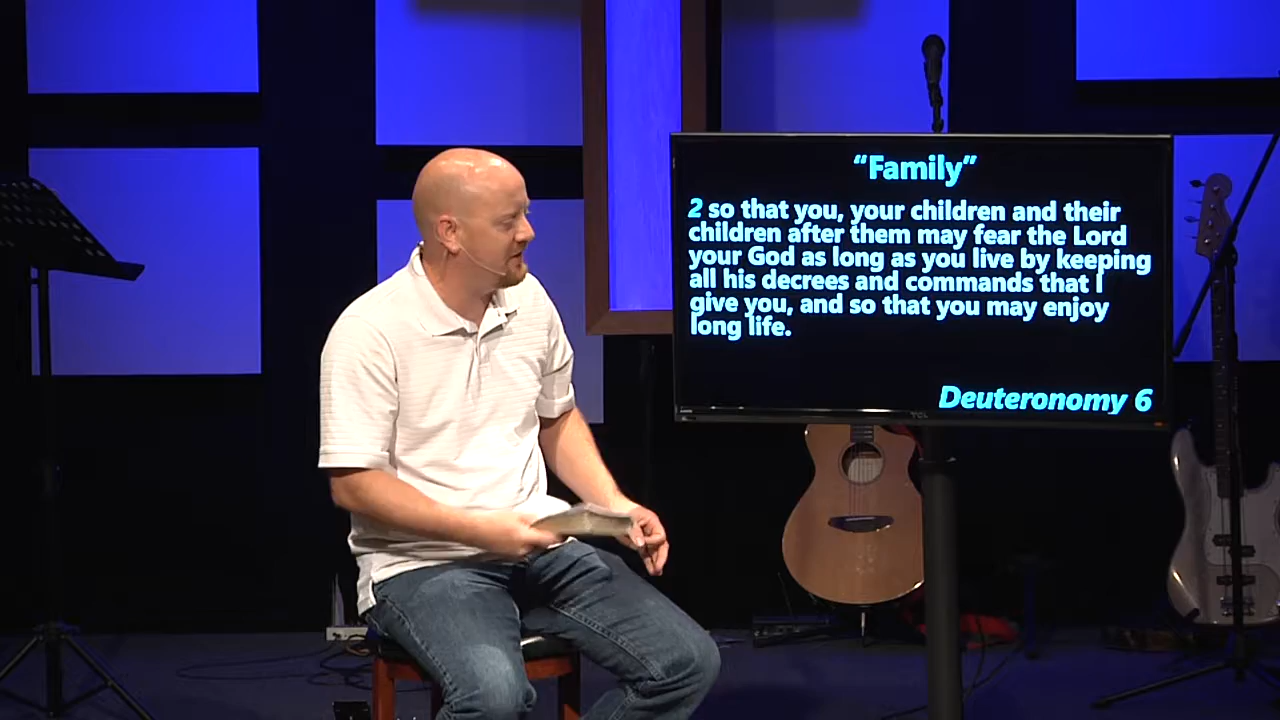 “Family”
2 so that you, your children and their
children after them may fear the Lord
your God as long as you live by keeping
all his decrees and commands that I
give you, and so that you may enjoy
long life.
Deuteronomy 6
TCL